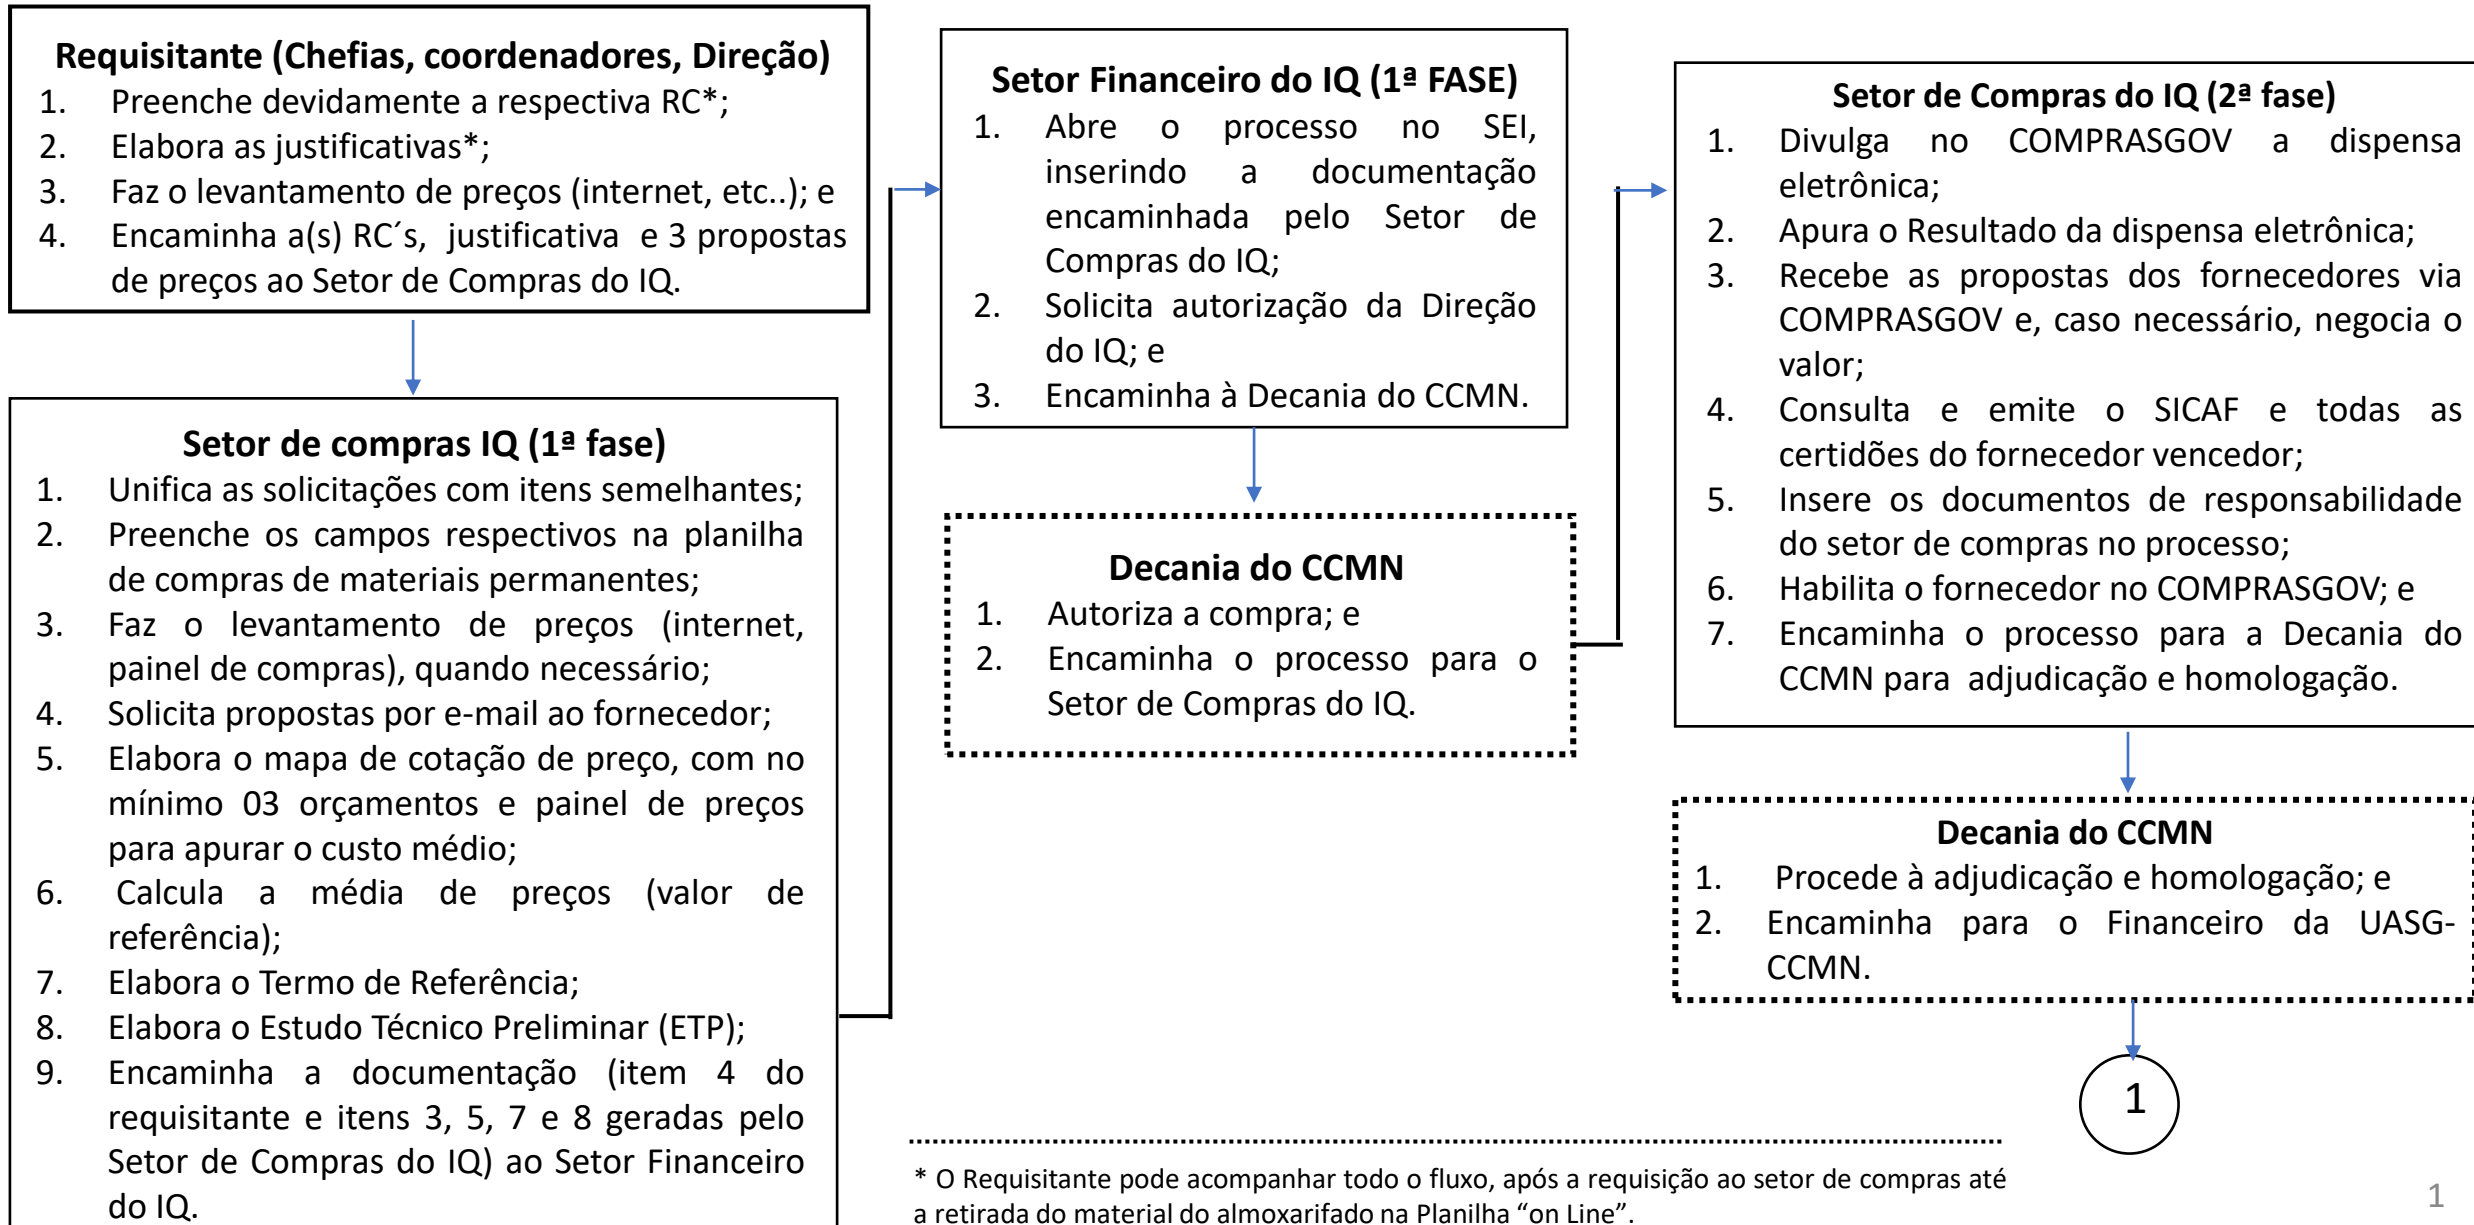 Requisitante (Chefias, coordenadores, Direção)
1. Preenche devidamente a respectiva RC*;
2. Elabora as justificativas*;
3. Faz o levantamento de preços (internet, etc..); e
4. Encaminha a(s) RC´s, justificativa e 3 propostas
de preços ao Setor de Compras do IQ.
Setor de compras IQ (1ª fase)
1. Unifica as solicitações com itens semelhantes;
2. Preenche os campos respectivos na planilha
de compras de materiais permanentes;
3. Faz o levantamento de preços (internet,
painel de compras), quando necessário;
4. Solicita propostas por e-mail ao fornecedor;
5. Elabora o mapa de cotação de preço, com no
mínimo 03 orçamentos e painel de preços
para apurar o custo médio;
6. Calcula a média de preços (valor de
referência);
7. Elabora o Termo de Referência;
8. Elabora o Estudo Técnico Preliminar (ETP);
9. Encaminha a documentação (item 4 do
requisitante e itens 3, 5, 7 e 8 geradas pelo
Setor de Compras do IQ) ao Setor Financeiro
do IQ.
Setor Financeiro do IQ (1ª FASE)
1. Abre o processo no SEI,
inserindo a documentação
encaminhada pelo Setor de
Compras do IQ;
2. Solicita autorização da Direção
do IQ; e
3. Encaminha à Decania do CCMN.
Decania do CCMN
1. Autoriza a compra; e
2. Encaminha o processo para o
Setor de Compras do IQ.
Setor de Compras do IQ (2ª fase)
1. Divulga no COMPRASGOV a dispensa
eletrônica;
2. Apura o Resultado da dispensa eletrônica;
3. Recebe as propostas dos fornecedores via
COMPRASGOV e, caso necessário, negocia o
valor;
4. Consulta e emite o SICAF e todas as
certidões do fornecedor vencedor;
5. Insere os documentos de responsabilidade
do setor de compras no processo;
6. Habilita o fornecedor no COMPRASGOV; e
7. Encaminha o processo para a Decania do
CCMN para adjudicação e homologação.
Decania do CCMN
1. Procede à adjudicação e homologação; e
2. Encaminha para o Financeiro da UASG-
CCMN.
1
* O Requisitante pode acompanhar todo o fluxo, após a requisição ao setor de compras até
a retirada do material do almoxarifado na Planilha “on Line”.
1